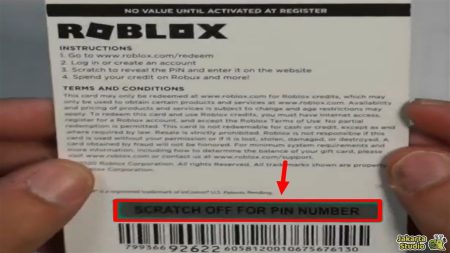 NO VALUE UNTIL ACTIVATED AT REGISTER
ROBLOX
INSTRUCTIONS
1. Go to www.roblox.com/redeem
2. Log in or create an account
3. Scratch to reveal the PIN and enter it on the website
4. Spend your credit on Robux and more!
TERMS AND CONDITIONS
This card may only be redeemed at www.roblox.com for Roblox credits, which may
only be used to obtain certain products and services at www.roblox.com. Availability
and pricing of products and services is subject to change and age restrictions may
apply. To redeem this card and use Roblox credits, you must have internet access,
register for a Roblox account, and accept the Roblox Terms of Use. No partial
redemption is permitted. This card is not redeemable for cash or credit, except as and
where required by law. Resale is strictly prohibited. Roblox is not responsible if this
card is used without your permission or if it is lost, stolen, damaged, or destroyed. A
card obtained by fraud will not be honored. For minimum system requirements and
more information, including how to determine the balance of your gift card, please
visit www.roblox.com or contact us at www.roblox.com/support.
Roblox Corporation. All rights
trademarks shown are property
is a registered trademark of
U.S. Patents Pending.
SCRATCH OFF FOR PIN NUMBER
799366 92622 6058120010675676130
Jakarta
Studio